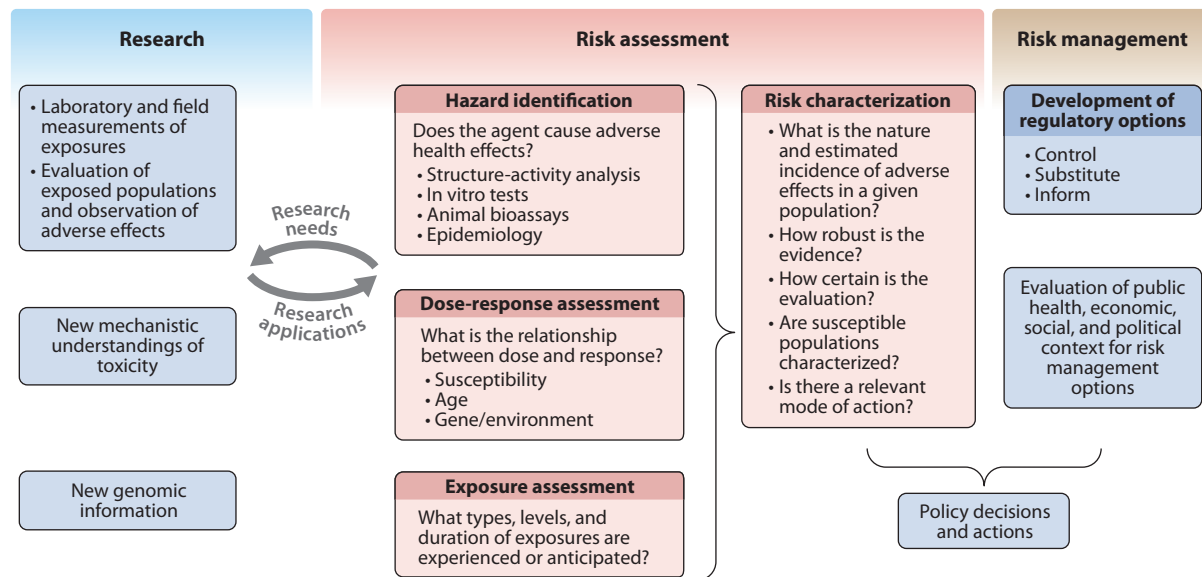 Research
Risk assessment
Risk management
• Laboratory and field
measurements of
exposures
• Evaluation of
exposed populations
and observation of
adverse effects
New mechanistic
understandings of
toxicity
New genomic
information
Research
needs
Research
applications
Hazard identification
Does the agent cause adverse
health effects?
• Structure-activity analysis
• In vitro tests
• Animal bioassays
• Epidemiology
Dose-response assessment
What is the relationship
between dose and response?
• Susceptibility
• Age
• Gene/environment
Exposure assessment
What types, levels, and
duration of exposures are
experienced or anticipated?
Risk characterization
• What is the nature
and estimated
incidence of adverse
effects in a given
population?
• How robust is the
evidence?
• How certain is the
evaluation?
• Are susceptible
populations
characterized?
• Is there a relevant
mode of action?
Development of
regulatory options
• Control
• Substitute
• Inform
Evaluation of public
health, economic,
social, and political
context for risk
management
options
Policy decisions
and actions